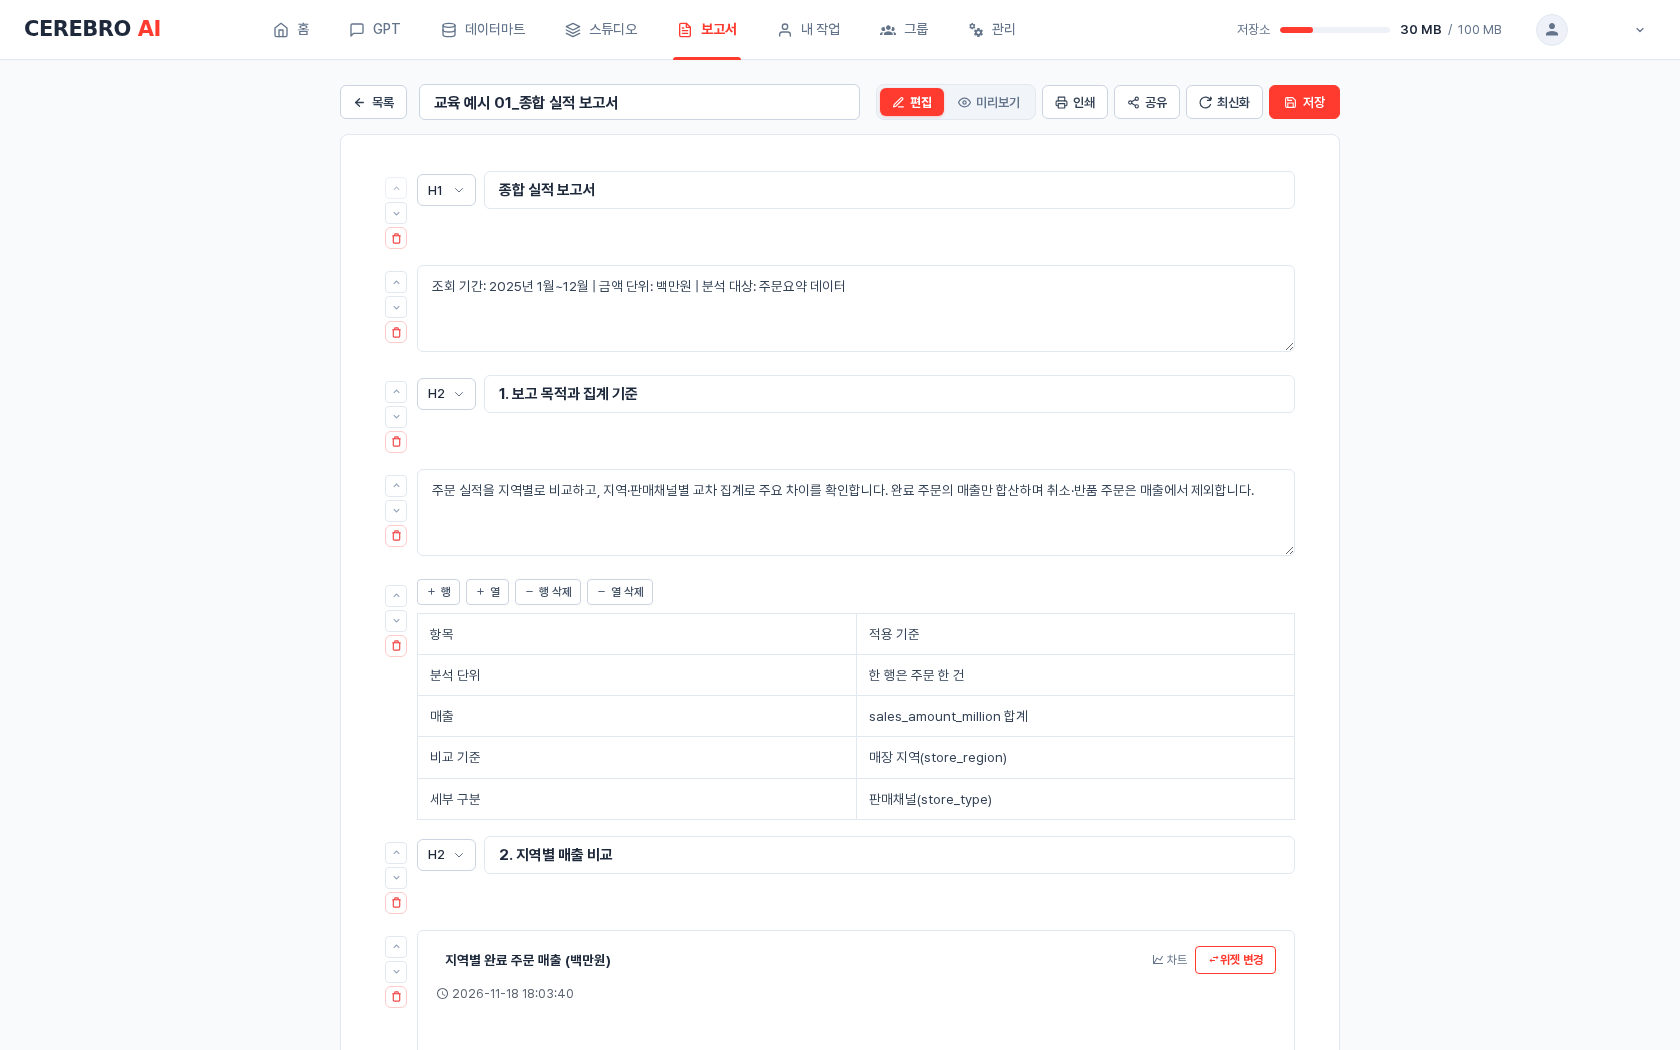 CEREBRO AI
홈
GPT
데이터마트
스튜디오
보고서
내 작업
그룹
관리
저장소
30 MB / 100 MB
목록
교육 예시 01_종합 실적 보고서
편집
미리보기
인쇄
공유
최신화
저장
H1
종합 실적 보고서
조회 기간: 2025년 1월~12월 | 금액 단위: 백만원 | 분석 대상: 주문요약 데이터
H2
1. 보고 목적과 집계 기준
주문 실적을 지역별로 비교하고, 지역·판매채널별 교차 집계로 주요 차이를 확인합니다. 완료 주문의 매출만 합산하며 취소·반품 주문은 매출에서 제외합니다.
+ 행
+ 열
− 행 삭제
− 열 삭제
항목 적용 기준
분석 단위 한 행은 주문 한 건
매출 sales_amount_million 합계
비교 기준 매장 지역(store_region)
세부 구분 판매채널(store_type)
H2
2. 지역별 매출 비교
지역별 완료 주문 매출 (백만원)
차트
위젯 변경
2026-11-18 18:03:40